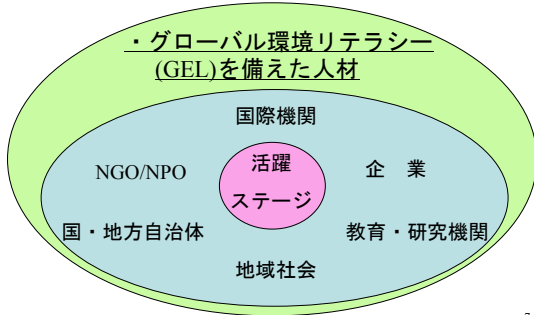 ・グローバル環境リテラシー
(GEL)を備えた人材
国際機関
NGO/NPO
活躍
ステージ
企　業
国・地方自治体
教育・研究機関
地域社会